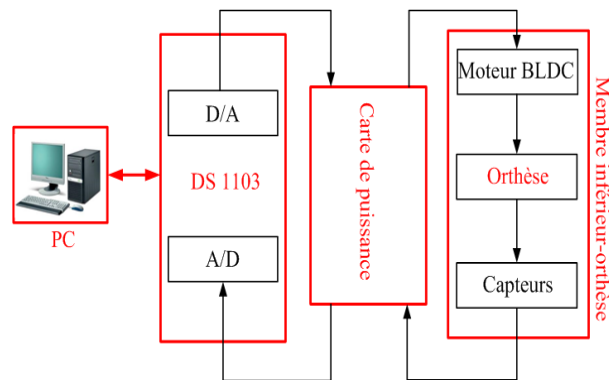 PC
D/A
DS 1103
A/D
Carte de puissance
Moteur BLDC
Orthèse
Capteurs
Membre inférieur-orthèse